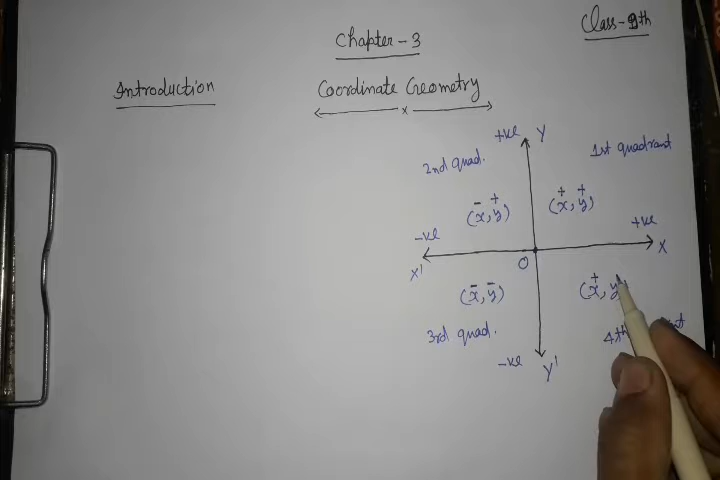 Chapter - 3
Class - 9th
Introduction
Coordinate Geometry
x
+ve Y
1st quadrant
2nd quad.
+ +
(x, y)
- +
(x, y)
+ve
X
-ve
X'
O
- -
(x, y)
+
(x, y
3rd quad.
4th
-ve
Y'